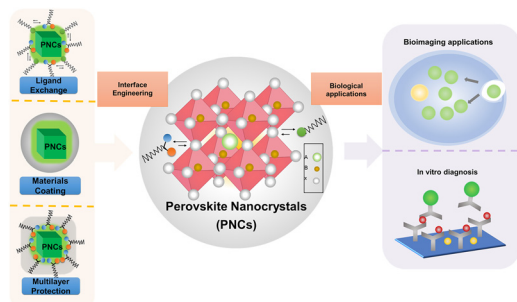 PNCs
Ligand
Exchange
PNCs
Materials
Coating
PNCs
Multilayer
Protection
Interface
Engineering
A
B
X
Perovskite Nanocrystals
(PNCs)
Biological
applications
Bioimaging applications
In vitro diagnosis